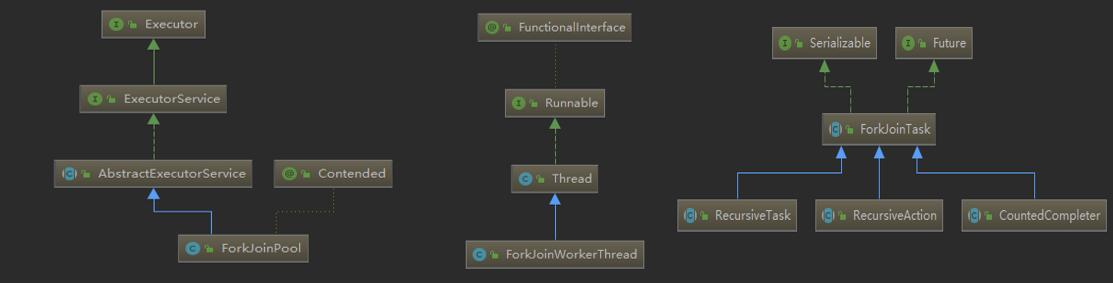 Executor
ExecutorService
AbstractExecutorService
Contended
ForkJoinPool
FunctionalInterface
Runnable
Thread
ForkJoinWorkerThread
Serializable
Future
ForkJoinTask
RecursiveTask
RecursiveAction
CountedCompleter